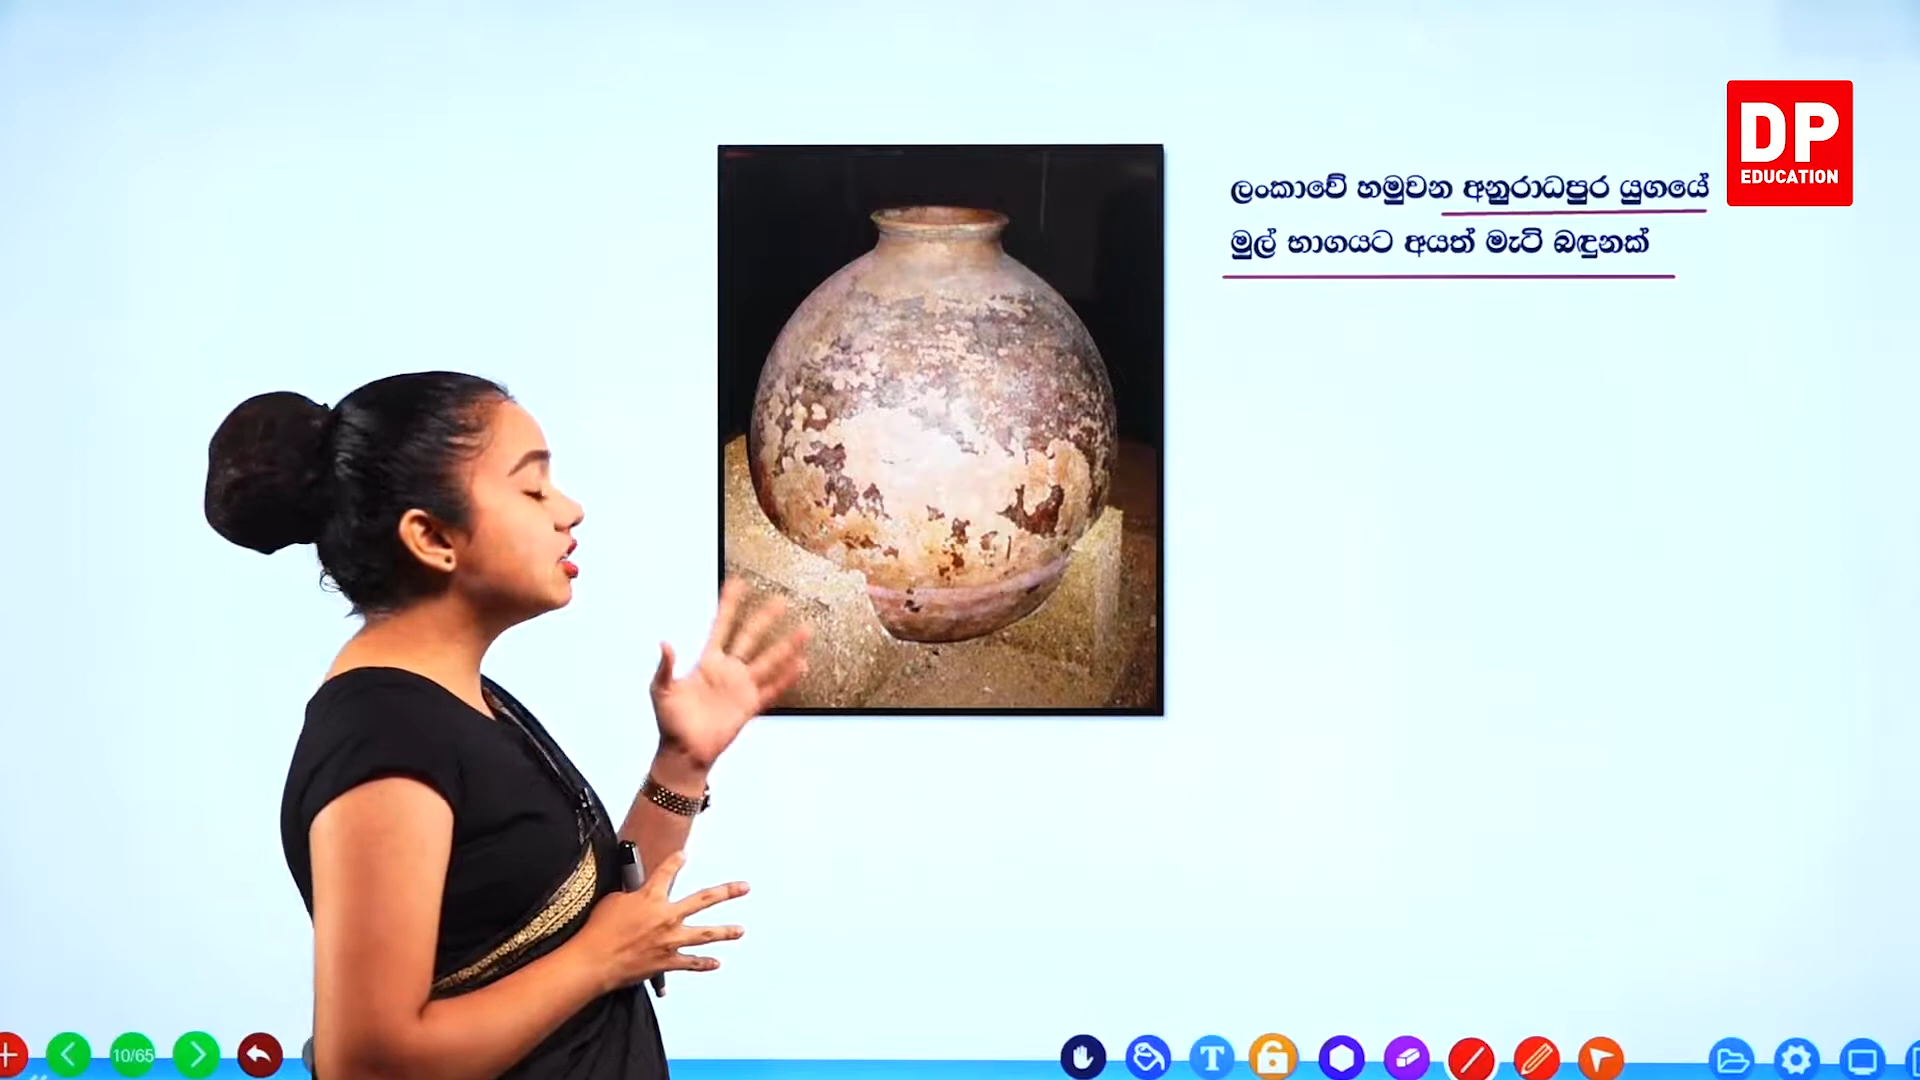 DP
EDUCATION
ලංකාවේ හමුවන අනුරාධපුර යුගයේ
මුල් භාගයට අයත් මැටි බඳුනක්
10/65
T